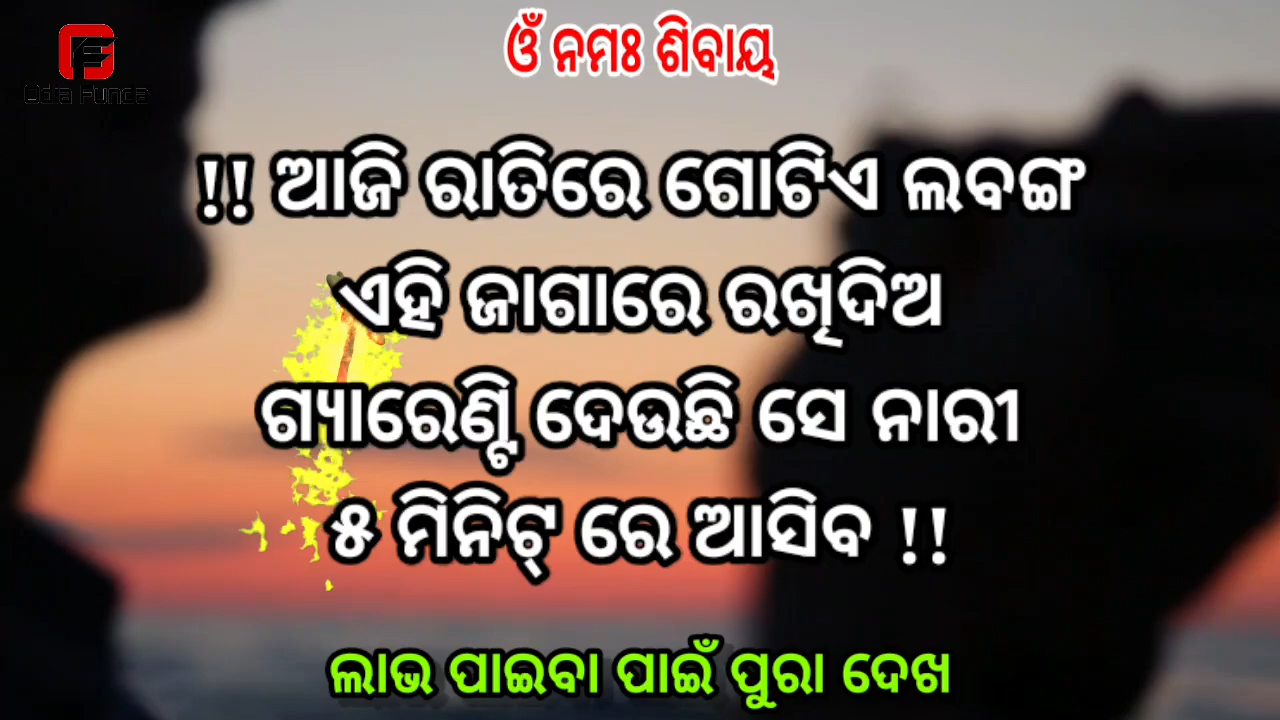 ଓଁ ନମଃ ଶିବାୟ
Odia Funda
!! ଆଜି ରାତିରେ ଗୋଟିଏ ଲବଙ୍ଗ
ଏହି ଜାଗାରେ ରଖିଦିଅ
ଗ୍ୟାରେଣ୍ଟି ଦେଉଛି ସେ ନାରୀ
୫ ମିନିଟ୍ ରେ ଆସିବ !!
ଲାଭ ପାଇବା ପାଇଁ ପୁରା ଦେଖ